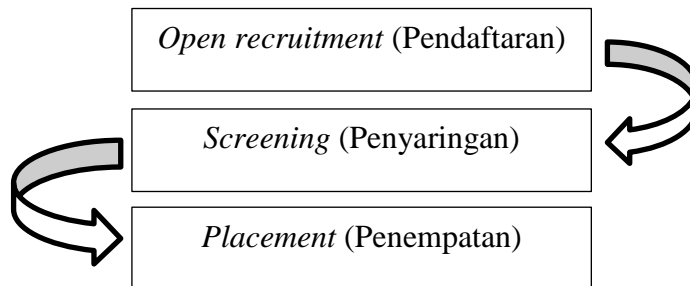 Open recruitment (Pendaftaran)
Screening (Penyaringan)
Placement (Penempatan)